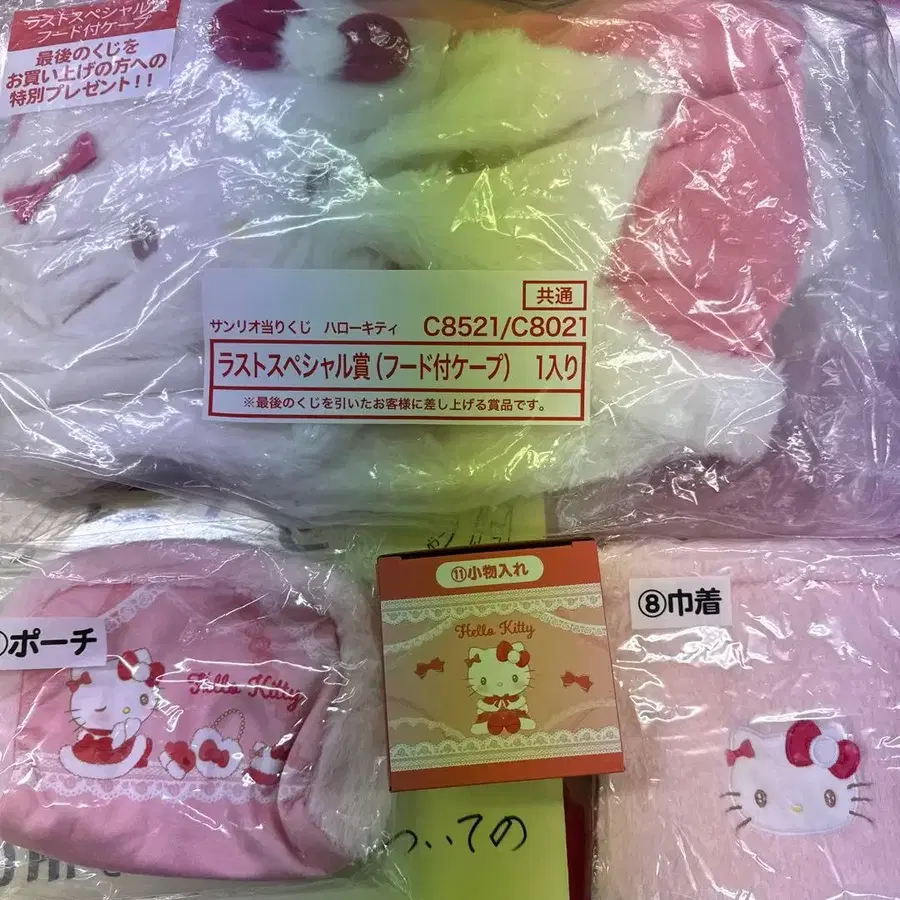 ラストスペシャル賞
フード付ケープ
最後のくじを
お買い上げの方への
特別プレゼント!!
共通
サンリオ当りくじ ハローキティ C8521/C8021
ラストスペシャル賞(フード付ケープ) 1入り
※最後のくじを引いたお客様に差し上げる賞品です。
ポーチ
Hello Kitty
⑪小物入れ
Hello Kitty
⑧巾着
ついての